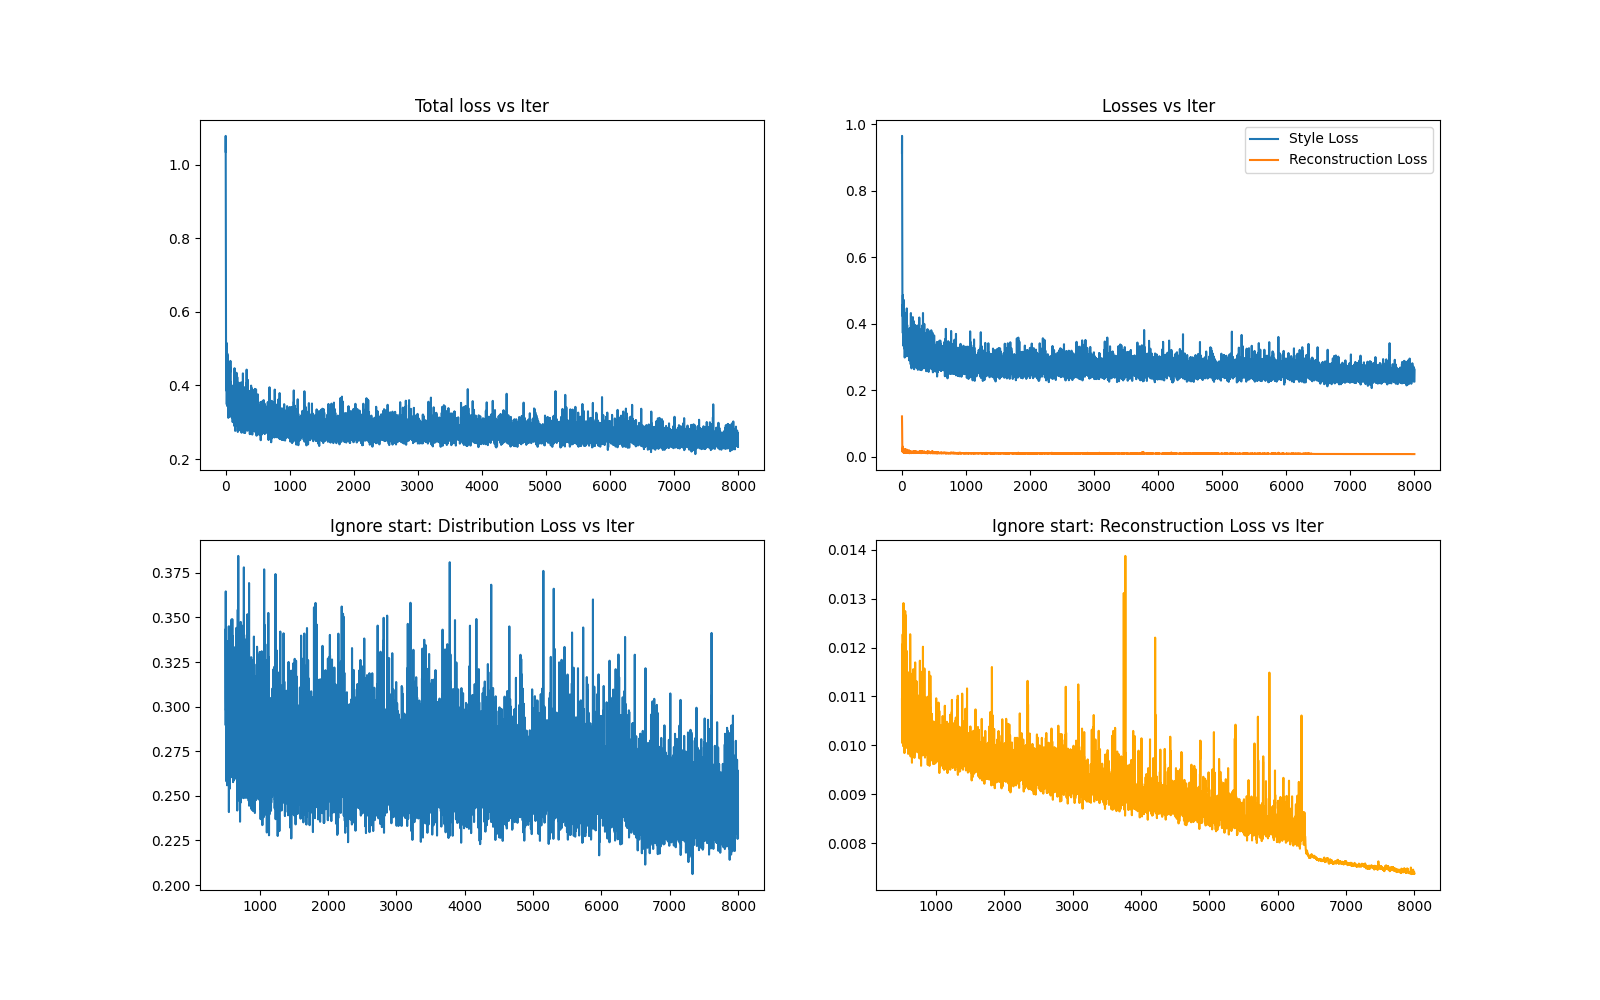 Total loss vs Iter
1.0
0.8
0.6
0.4
0.2
0 1000 2000 3000 4000 5000 6000 7000 8000
Losses vs Iter
Style Loss
Reconstruction Loss
1.0
0.8
0.6
0.4
0.2
0.0
0 1000 2000 3000 4000 5000 6000 7000 8000
Ignore start: Distribution Loss vs Iter
0.375
0.350
0.325
0.300
0.275
0.250
0.225
0.200
1000 2000 3000 4000 5000 6000 7000 8000
Ignore start: Reconstruction Loss vs Iter
0.014
0.013
0.012
0.011
0.010
0.009
0.008
1000 2000 3000 4000 5000 6000 7000 8000